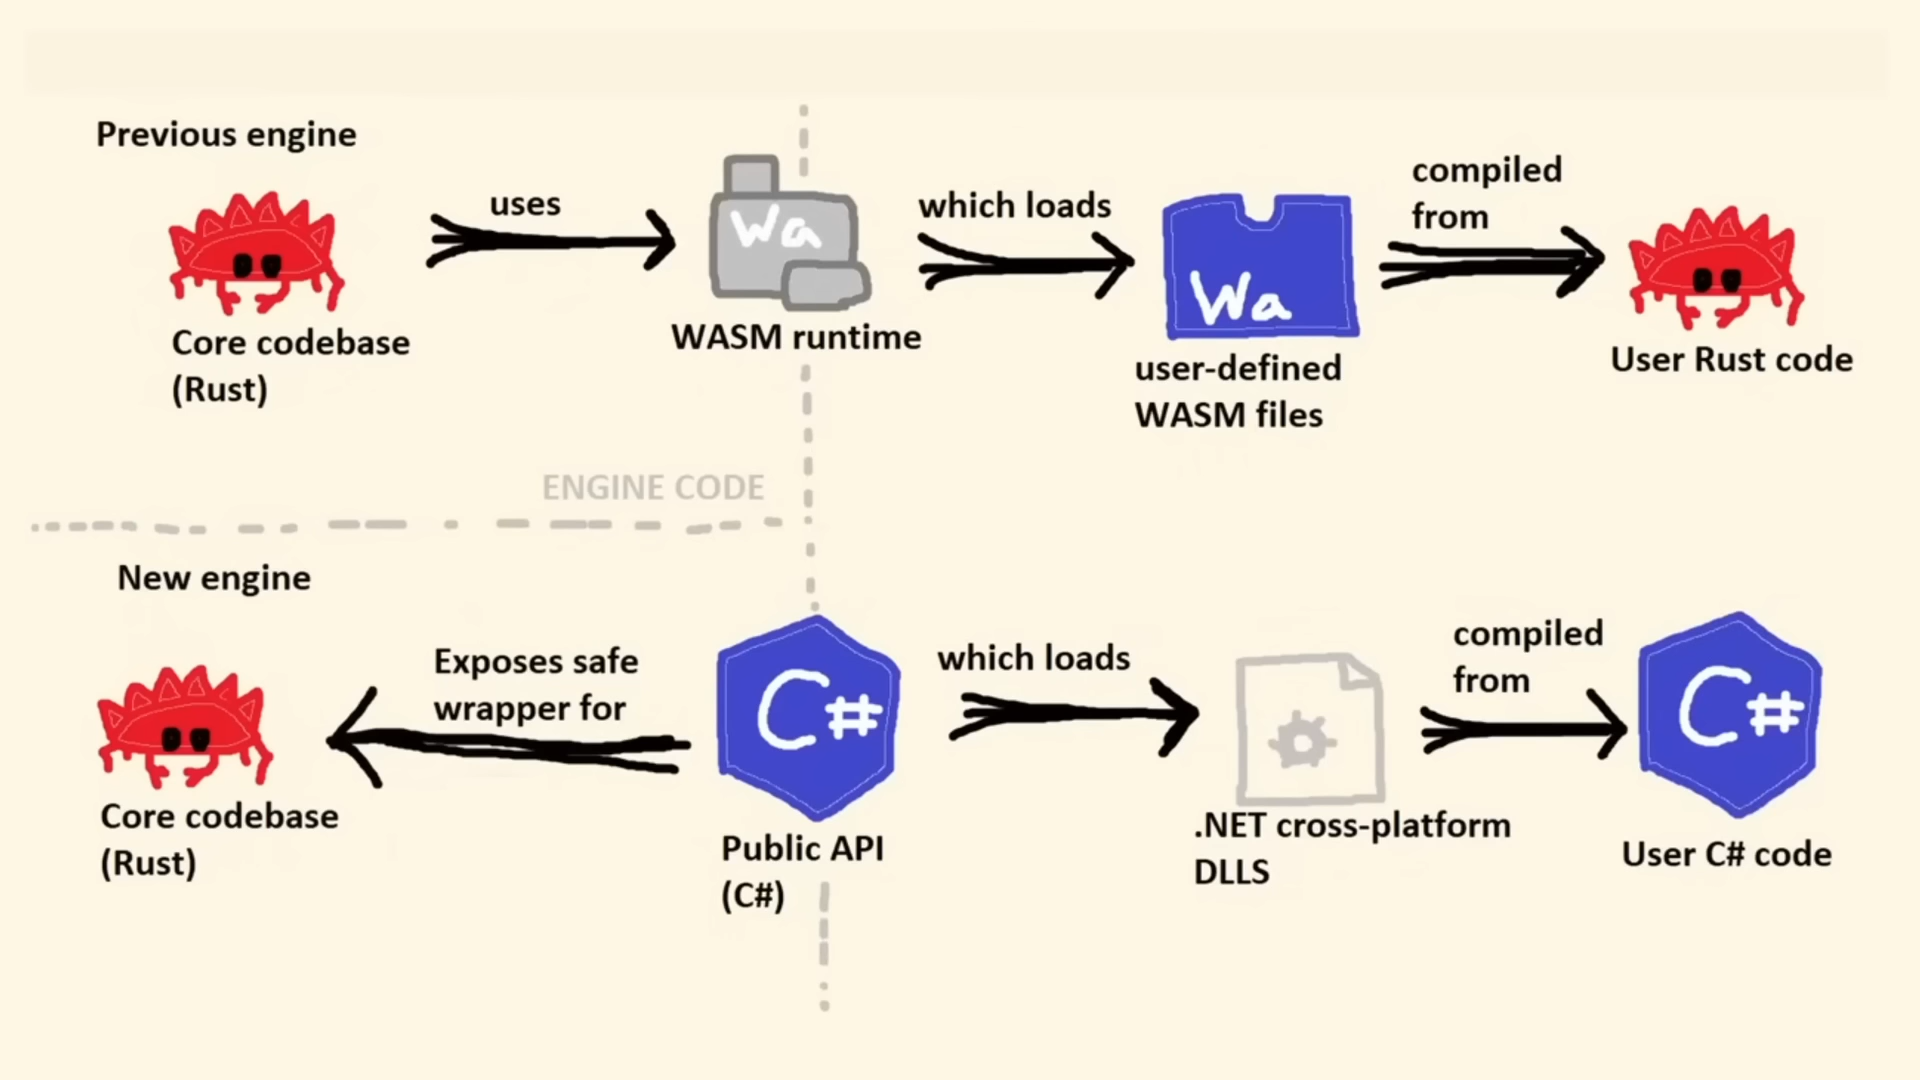 Previous engine
uses
Wa
which loads
Wa
compiled
from
Core codebase
(Rust)
WASM runtime
user-defined
WASM files
User Rust code
ENGINE CODE
New engine
Exposes safe
wrapper for
C#
which loads
compiled
from
C#
Core codebase
(Rust)
Public API
(C#)
.NET cross-platform
DLLS
User C# code